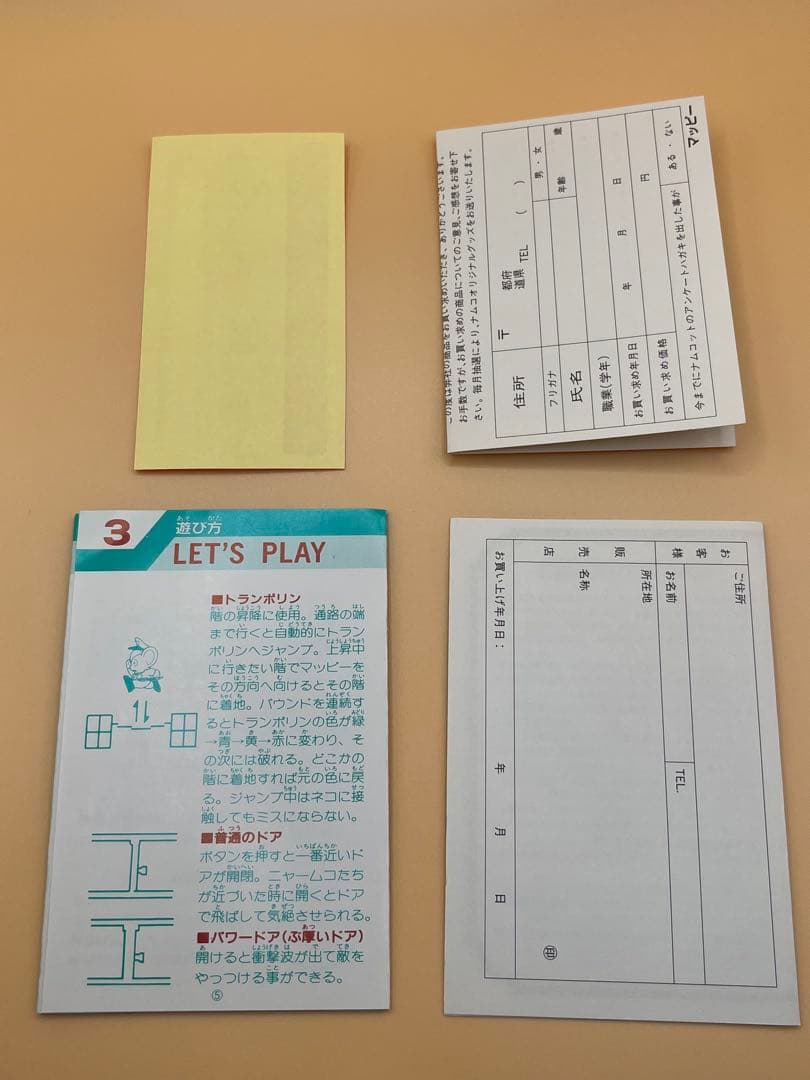 この度は弊社の商品をお買い求めいただき、ありがとうございます。
お手数ですが、お買い求めの商品についてのご意見、ご感想をお寄せ下
さい。毎月抽選により、ナムコオリジナルグッズをお送りいたします。
住所 〒 都府道県 TEL ( )
フリガナ
氏名 男・女
年齢 歳
職業(学年)
お買い求め年月日 年 月 日
お買い求め価格 円
今までにナムコットのアンケートハガキを出した事が ある・ない
マッピー
3 遊び方
LET'S PLAY
■トランポリン
階の昇降に使用。通路の端
まで行くと自動的にトラン
ポリンへジャンプ。上昇中
に行きたい階でマッピーを
その方向へ向けるとその階
に着地。バウンドを連続す
るとトランポリンの色が緑
→青→黄→赤に変わり、そ
の次には破れる。どこかの
階に着地すれば元の色に戻
る。ジャンプ中はネコに接
触してもミスにならない。
■普通のドア
ボタンを押すと一番近いド
アが開閉。ニャームコたち
が近づいた時に開くとドア
で飛ばして気絶させられる。
■パワードア(ぶ厚いドア)
開けると衝撃波が出て敵を
やっつける事ができる。
⑤
お客様
ご住所
お名前
TEL.
販売店
所在地
名称
㊞
お買い上げ年月日: 年 月 日